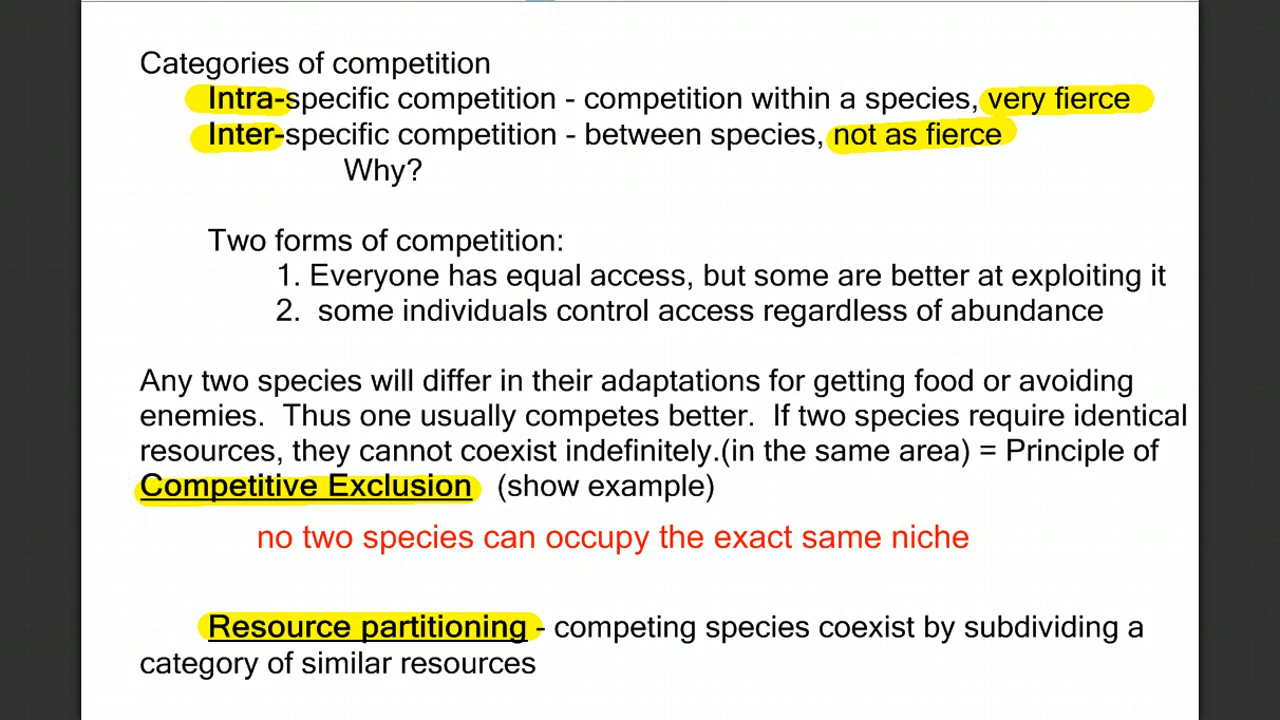 Categories of competition
Intra-specific competition - competition within a species, very fierce
Inter-specific competition - between species, not as fierce
Why?
Two forms of competition:
1. Everyone has equal access, but some are better at exploiting it
2.  some individuals control access regardless of abundance
Any two species will differ in their adaptations for getting food or avoiding
enemies.  Thus one usually competes better.  If two species require identical
resources, they cannot coexist indefinitely.(in the same area) = Principle of
Competitive Exclusion  (show example)
no two species can occupy the exact same niche
Resource partitioning - competing species coexist by subdividing a
category of similar resources